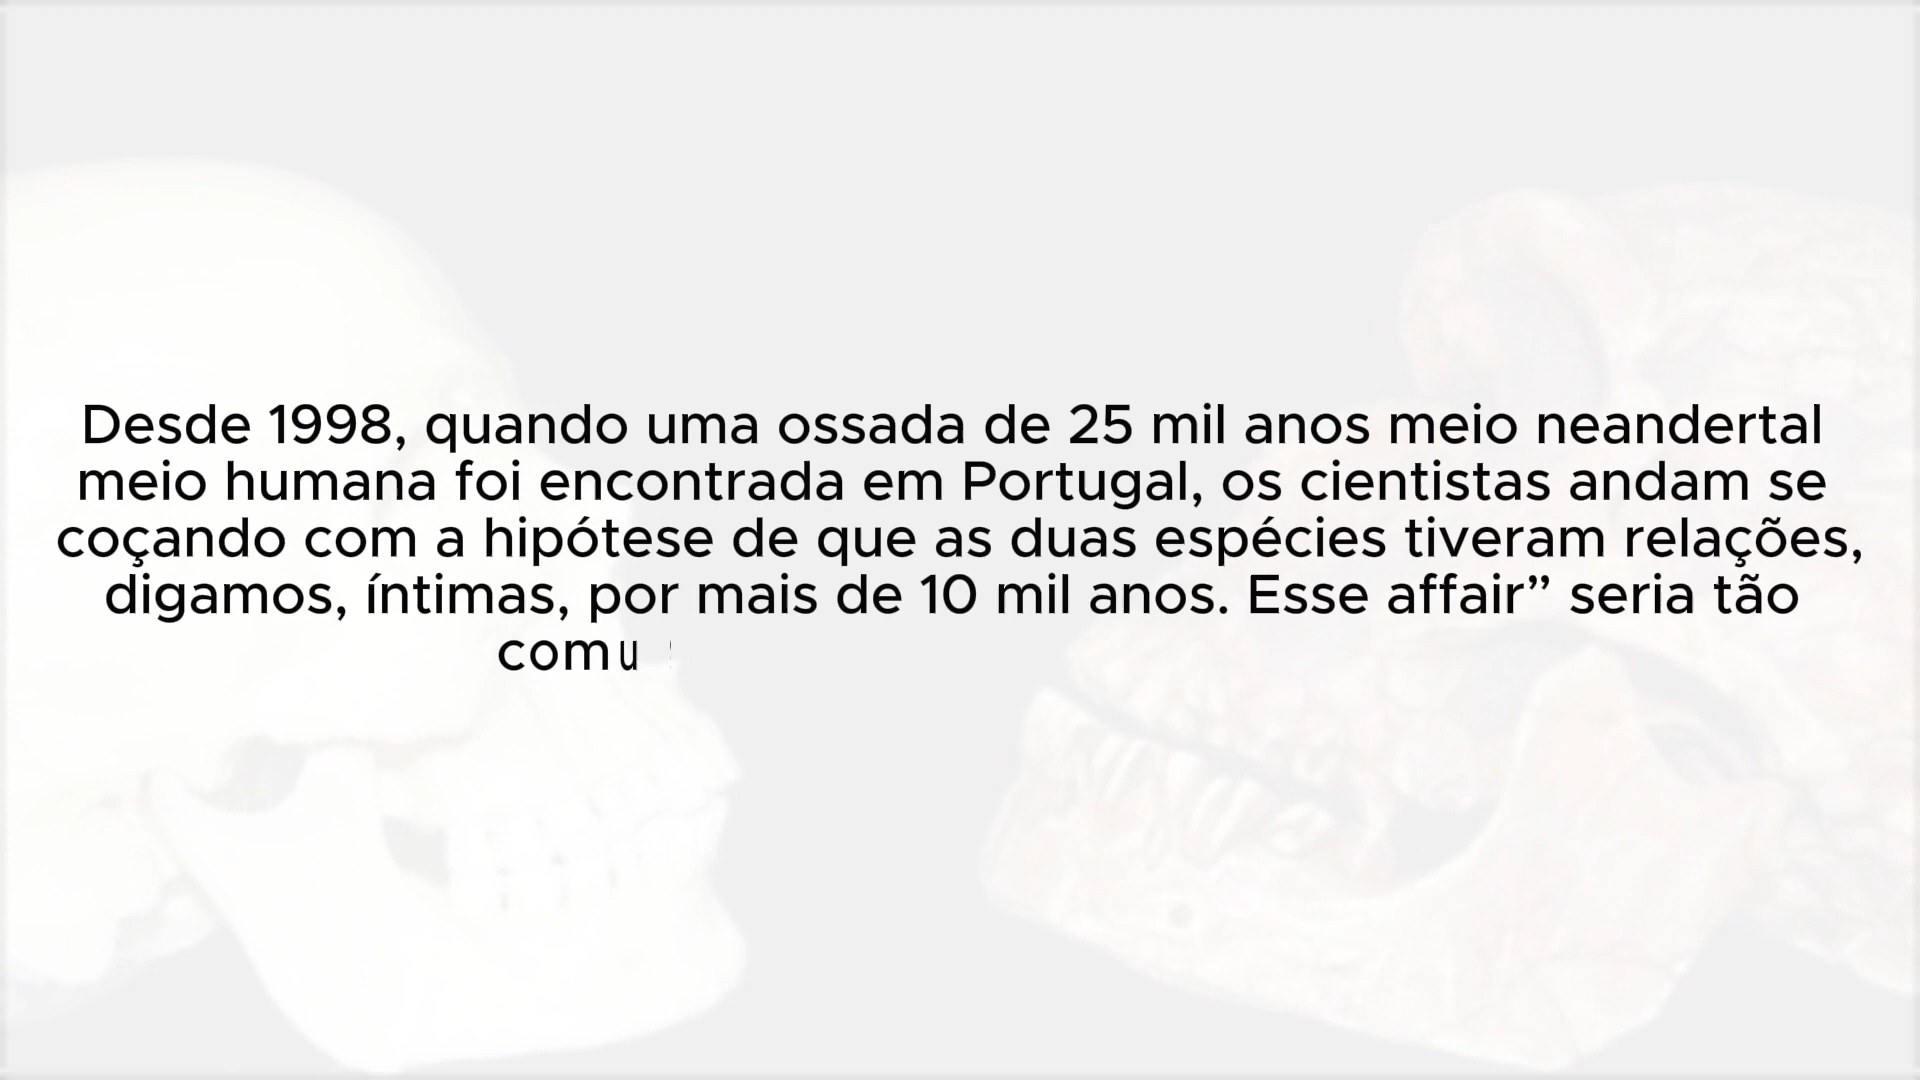 Desde 1998, quando uma ossada de 25 mil anos meio neandertal
meio humana foi encontrada em Portugal, os cientistas andam se
coçando com a hipótese de que as duas espécies tiveram relações,
digamos, íntimas, por mais de 10 mil anos. Esse affair” seria tão
comu